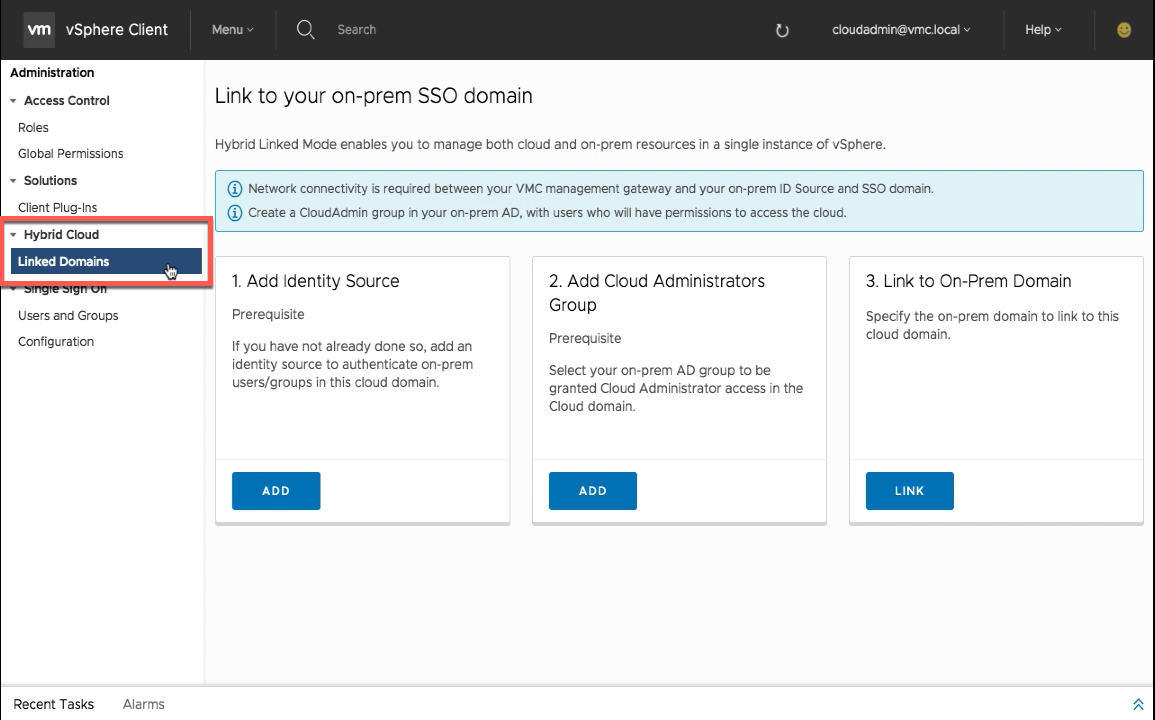 vm vSphere Client Menu Search cloudadmin@vmc.local Help
Administration
Access Control
Roles
Global Permissions
Solutions
Client Plug-Ins
Hybrid Cloud
Linked Domains
Single Sign On
Users and Groups
Configuration
Link to your on-prem SSO domain
Hybrid Linked Mode enables you to manage both cloud and on-prem resources in a single instance of vSphere.
Network connectivity is required between your VMC management gateway and your on-prem ID Source and SSO domain.
Create a CloudAdmin group in your on-prem AD, with users who will have permissions to access the cloud.
1. Add Identity Source
Prerequisite
If you have not already done so, add an
identity source to authenticate on-prem
users/groups in this cloud domain.
ADD
2. Add Cloud Administrators
Group
Prerequisite
Select your on-prem AD group to be
granted Cloud Administrator access in the
Cloud domain.
ADD
3. Link to On-Prem Domain
Specify the on-prem domain to link to this
cloud domain.
LINK
Recent Tasks Alarms